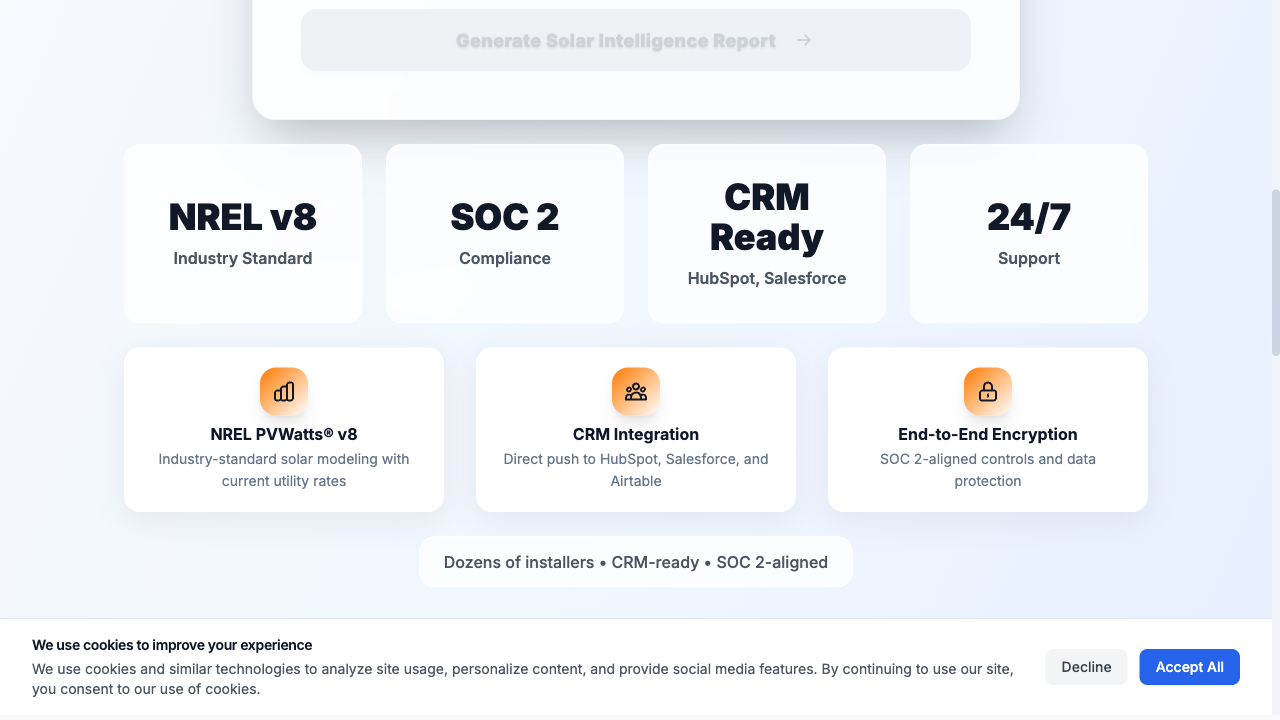 Generate Solar Intelligence Report →
NREL v8
Industry Standard
SOC 2
Compliance
CRM
Ready
HubSpot, Salesforce
24/7
Support
NREL PVWatts® v8
Industry-standard solar modeling with
current utility rates
CRM Integration
Direct push to HubSpot, Salesforce, and
Airtable
End-to-End Encryption
SOC 2-aligned controls and data
protection
Dozens of installers • CRM-ready • SOC 2-aligned
We use cookies to improve your experience
We use cookies and similar technologies to analyze site usage, personalize content, and provide social media features. By continuing to use our site,
you consent to our use of cookies.
Decline
Accept All